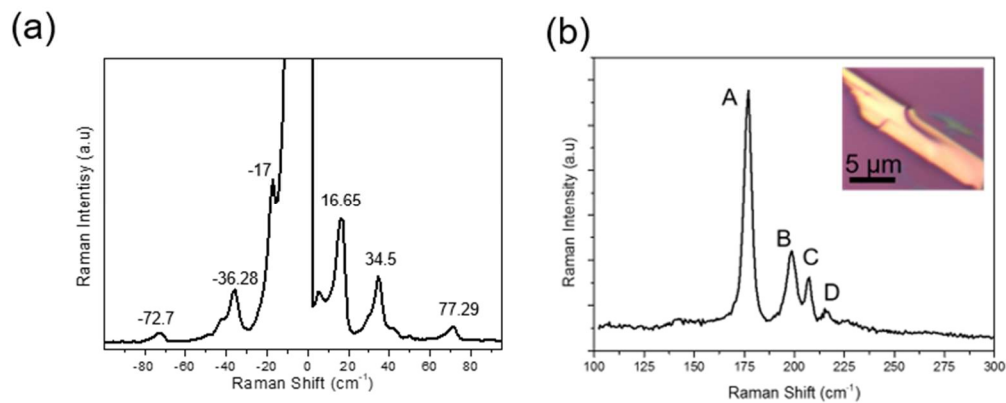 (a)
Raman Intentisy (a.u)
-72.7
-36.28
-17
16.65
34.5
77.29
-80 -60 -40 -20 0 20 40 60 80
Raman Shift (cm⁻¹)
(b)
Raman Intensity (a.u)
A
B
C
D
5 μm
100 125 150 175 200 225 250 275 300
Raman Shift (cm⁻¹)